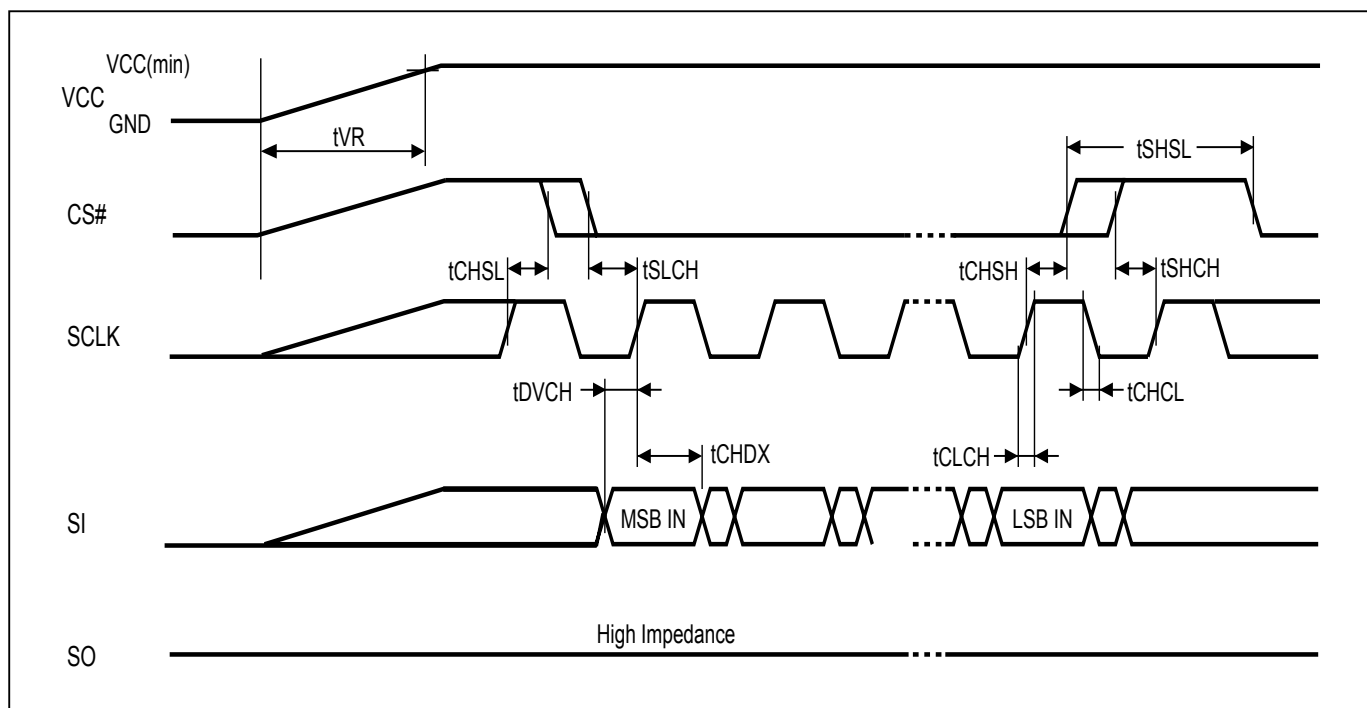 VCC(min)
VCC
GND
tVR
tSHSL
CS#
tCHSL
tSLCH
tCHSH
tSHCH
SCLK
tDVCH
tCHCL
tCHDX
tCLCH
SI
MSB IN
LSB IN
High Impedance
SO